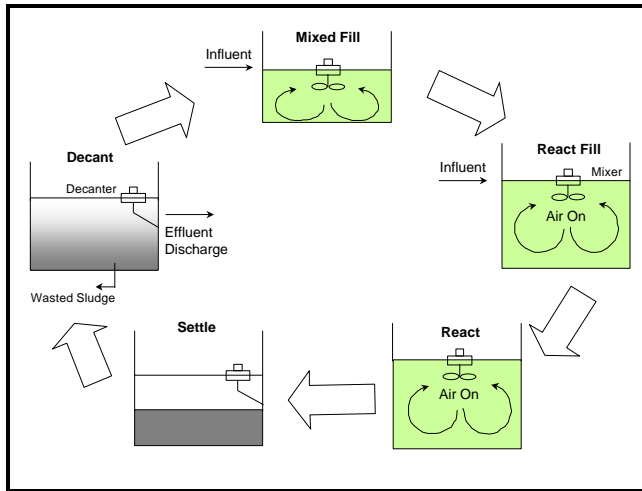 Mixed Fill
Influent
React Fill
Influent
Mixer
Air On
React
Air On
Settle
Decant
Decanter
Effluent
Discharge
Wasted Sludge